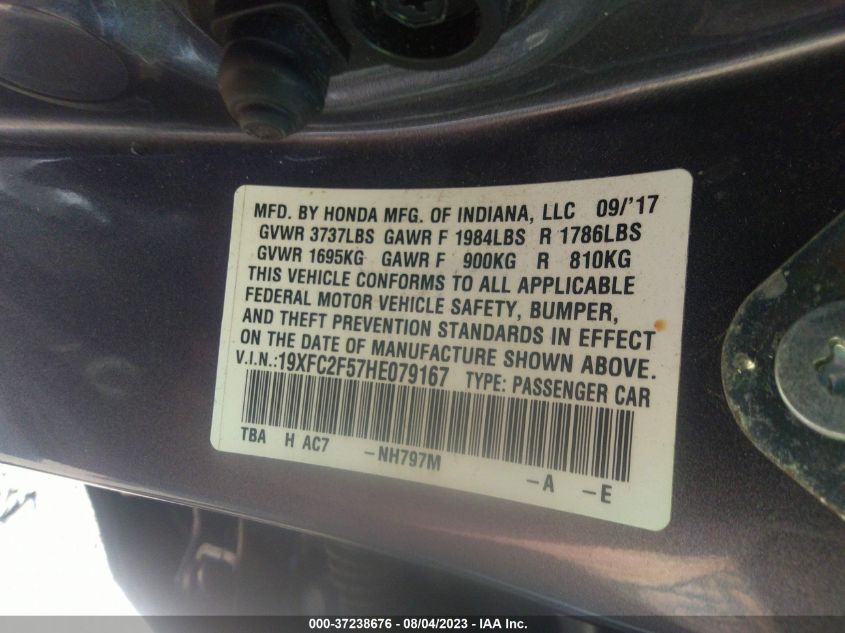 MFD. BY HONDA MFG. OF INDIANA, LLC 09/'17
GVWR 3737LBS GAWR F 1984LBS R 1786LBS
GVWR 1695KG GAWR F 900KG R 810KG
THIS VEHICLE CONFORMS TO ALL APPLICABLE
FEDERAL MOTOR VEHICLE SAFETY, BUMPER,
AND THEFT PREVENTION STANDARDS IN EFFECT
ON THE DATE OF MANUFACTURE SHOWN ABOVE.
V.I.N.:19XFC2F57HE079167 TYPE: PASSENGER CAR
TBA H AC7 -NH797M -A -E
000-37238676 - 08/04/2023 - IAA Inc.